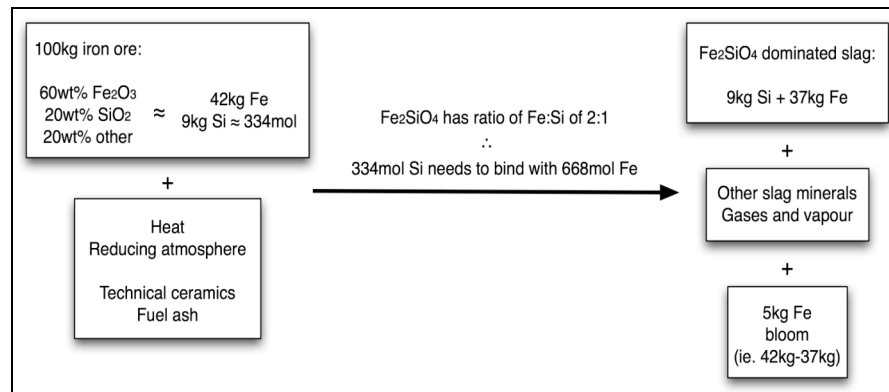 100kg iron ore:
60wt% Fe₂O₃
20wt% SiO₂
20wt% other
≈
42kg Fe
9kg Si ≈ 334mol
+
Heat
Reducing atmosphere
Technical ceramics
Fuel ash
Fe₂SiO₄ has ratio of Fe:Si of 2:1
∴
334mol Si needs to bind with 668mol Fe
Fe₂SiO₄ dominated slag:
9kg Si + 37kg Fe
+
Other slag minerals
Gases and vapour
+
5kg Fe
bloom
(ie. 42kg-37kg)